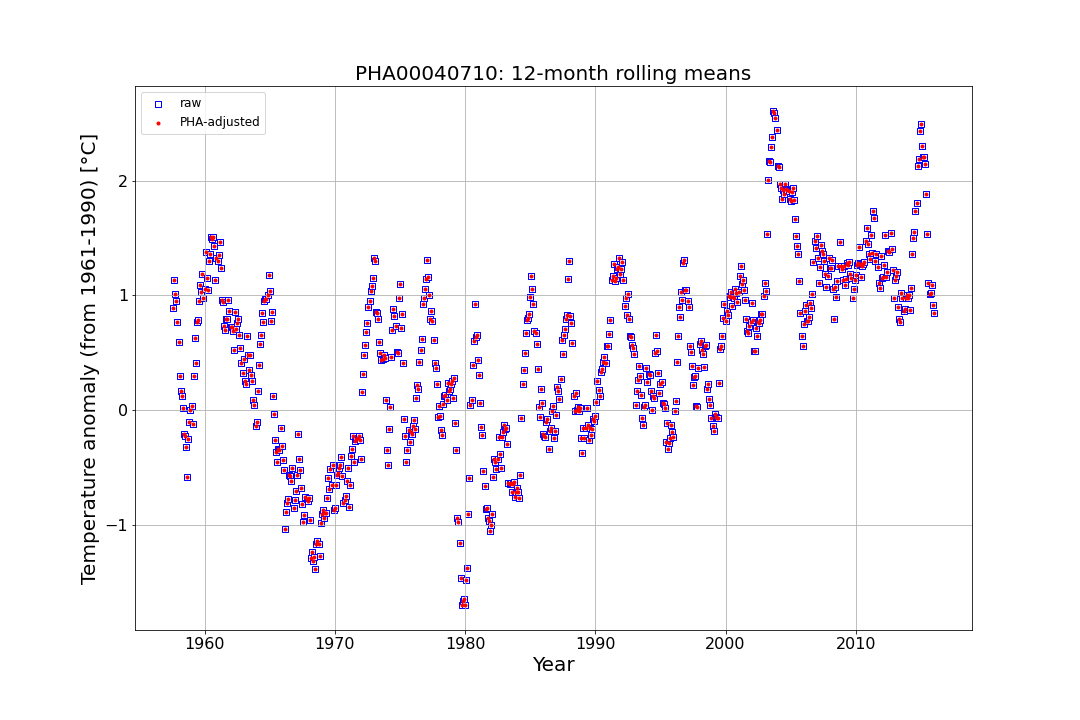 PHA00040710: 12-month rolling means
raw
PHA-adjusted
Temperature anomaly (from 1961-1990) [°C]
2
1
0
−1
1960 1970 1980 1990 2000 2010
Year